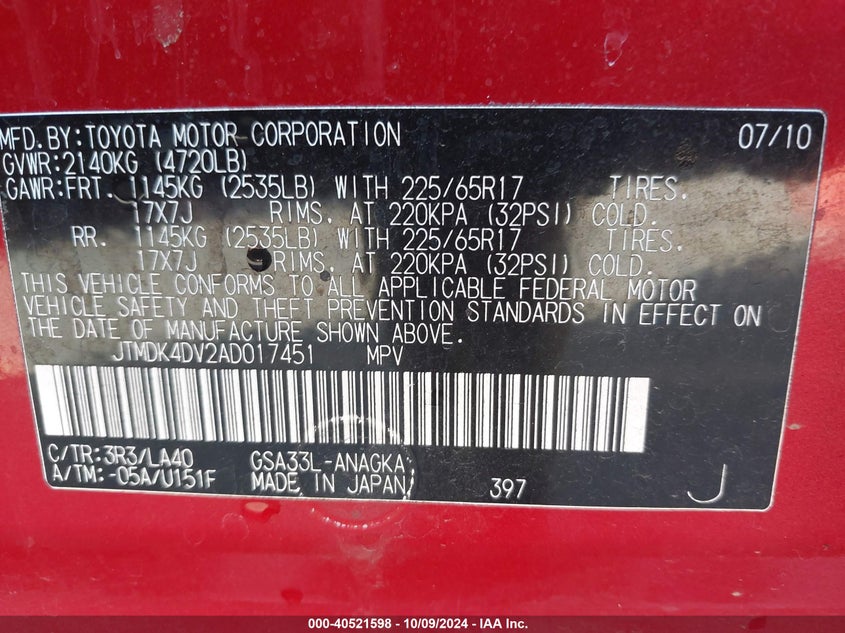 MFD.BY:TOYOTA MOTOR CORPORATION 07/10
GVWR:2140KG (4720LB)
GAWR:FRT. 1145KG (2535LB) WITH 225/65R17 TIRES.
17X7J RIMS. AT 220KPA (32PSI) COLD.
RR. 1145KG (2535LB) WITH 225/65R17 TIRES.
17X7J RIMS. AT 220KPA (32PSI) COLD.
THIS VEHICLE CONFORMS TO ALL APPLICABLE FEDERAL MOTOR
VEHICLE SAFETY AND THEFT PREVENTION STANDARDS IN EFFECT ON
THE DATE OF MANUFACTURE SHOWN ABOVE.
JTMDK4DV2AD017451 MPV
C/TR:3R3/LA40 GSA33L-ANAGKA
A/TM:-05A/U151F MADE IN JAPAN 397 J
000-40521598 - 10/09/2024 - IAA Inc.